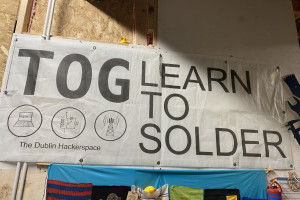 TOG
LEARN
TO
SOLDER
The Dublin Hackerspace